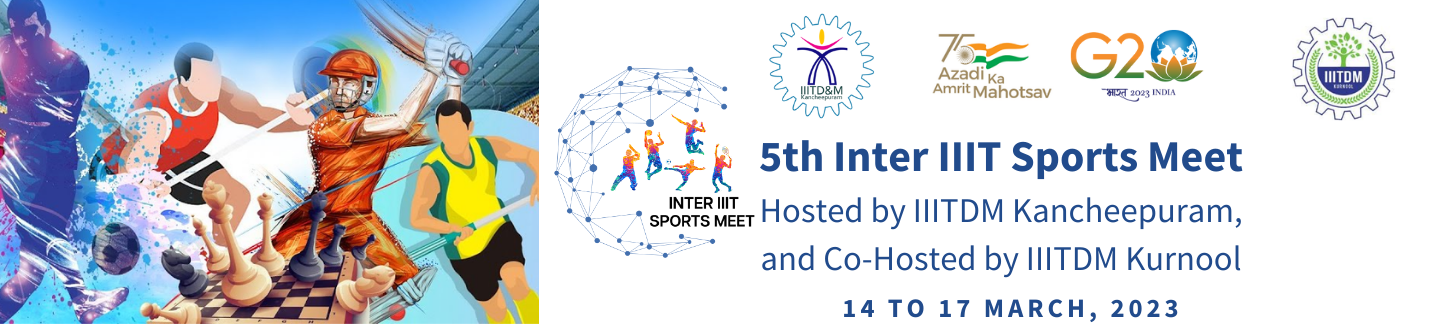 IIITD&M
Kancheepuram
75
Azadi Ka
Amrit Mahotsav
G20
भारत 2023 INDIA
IIITDM
KURNOOL
INTER IIIT
SPORTS MEET
5th Inter IIIT Sports Meet
Hosted by IIITDM Kancheepuram,
and Co-Hosted by IIITDM Kurnool
14 TO 17 MARCH, 2023